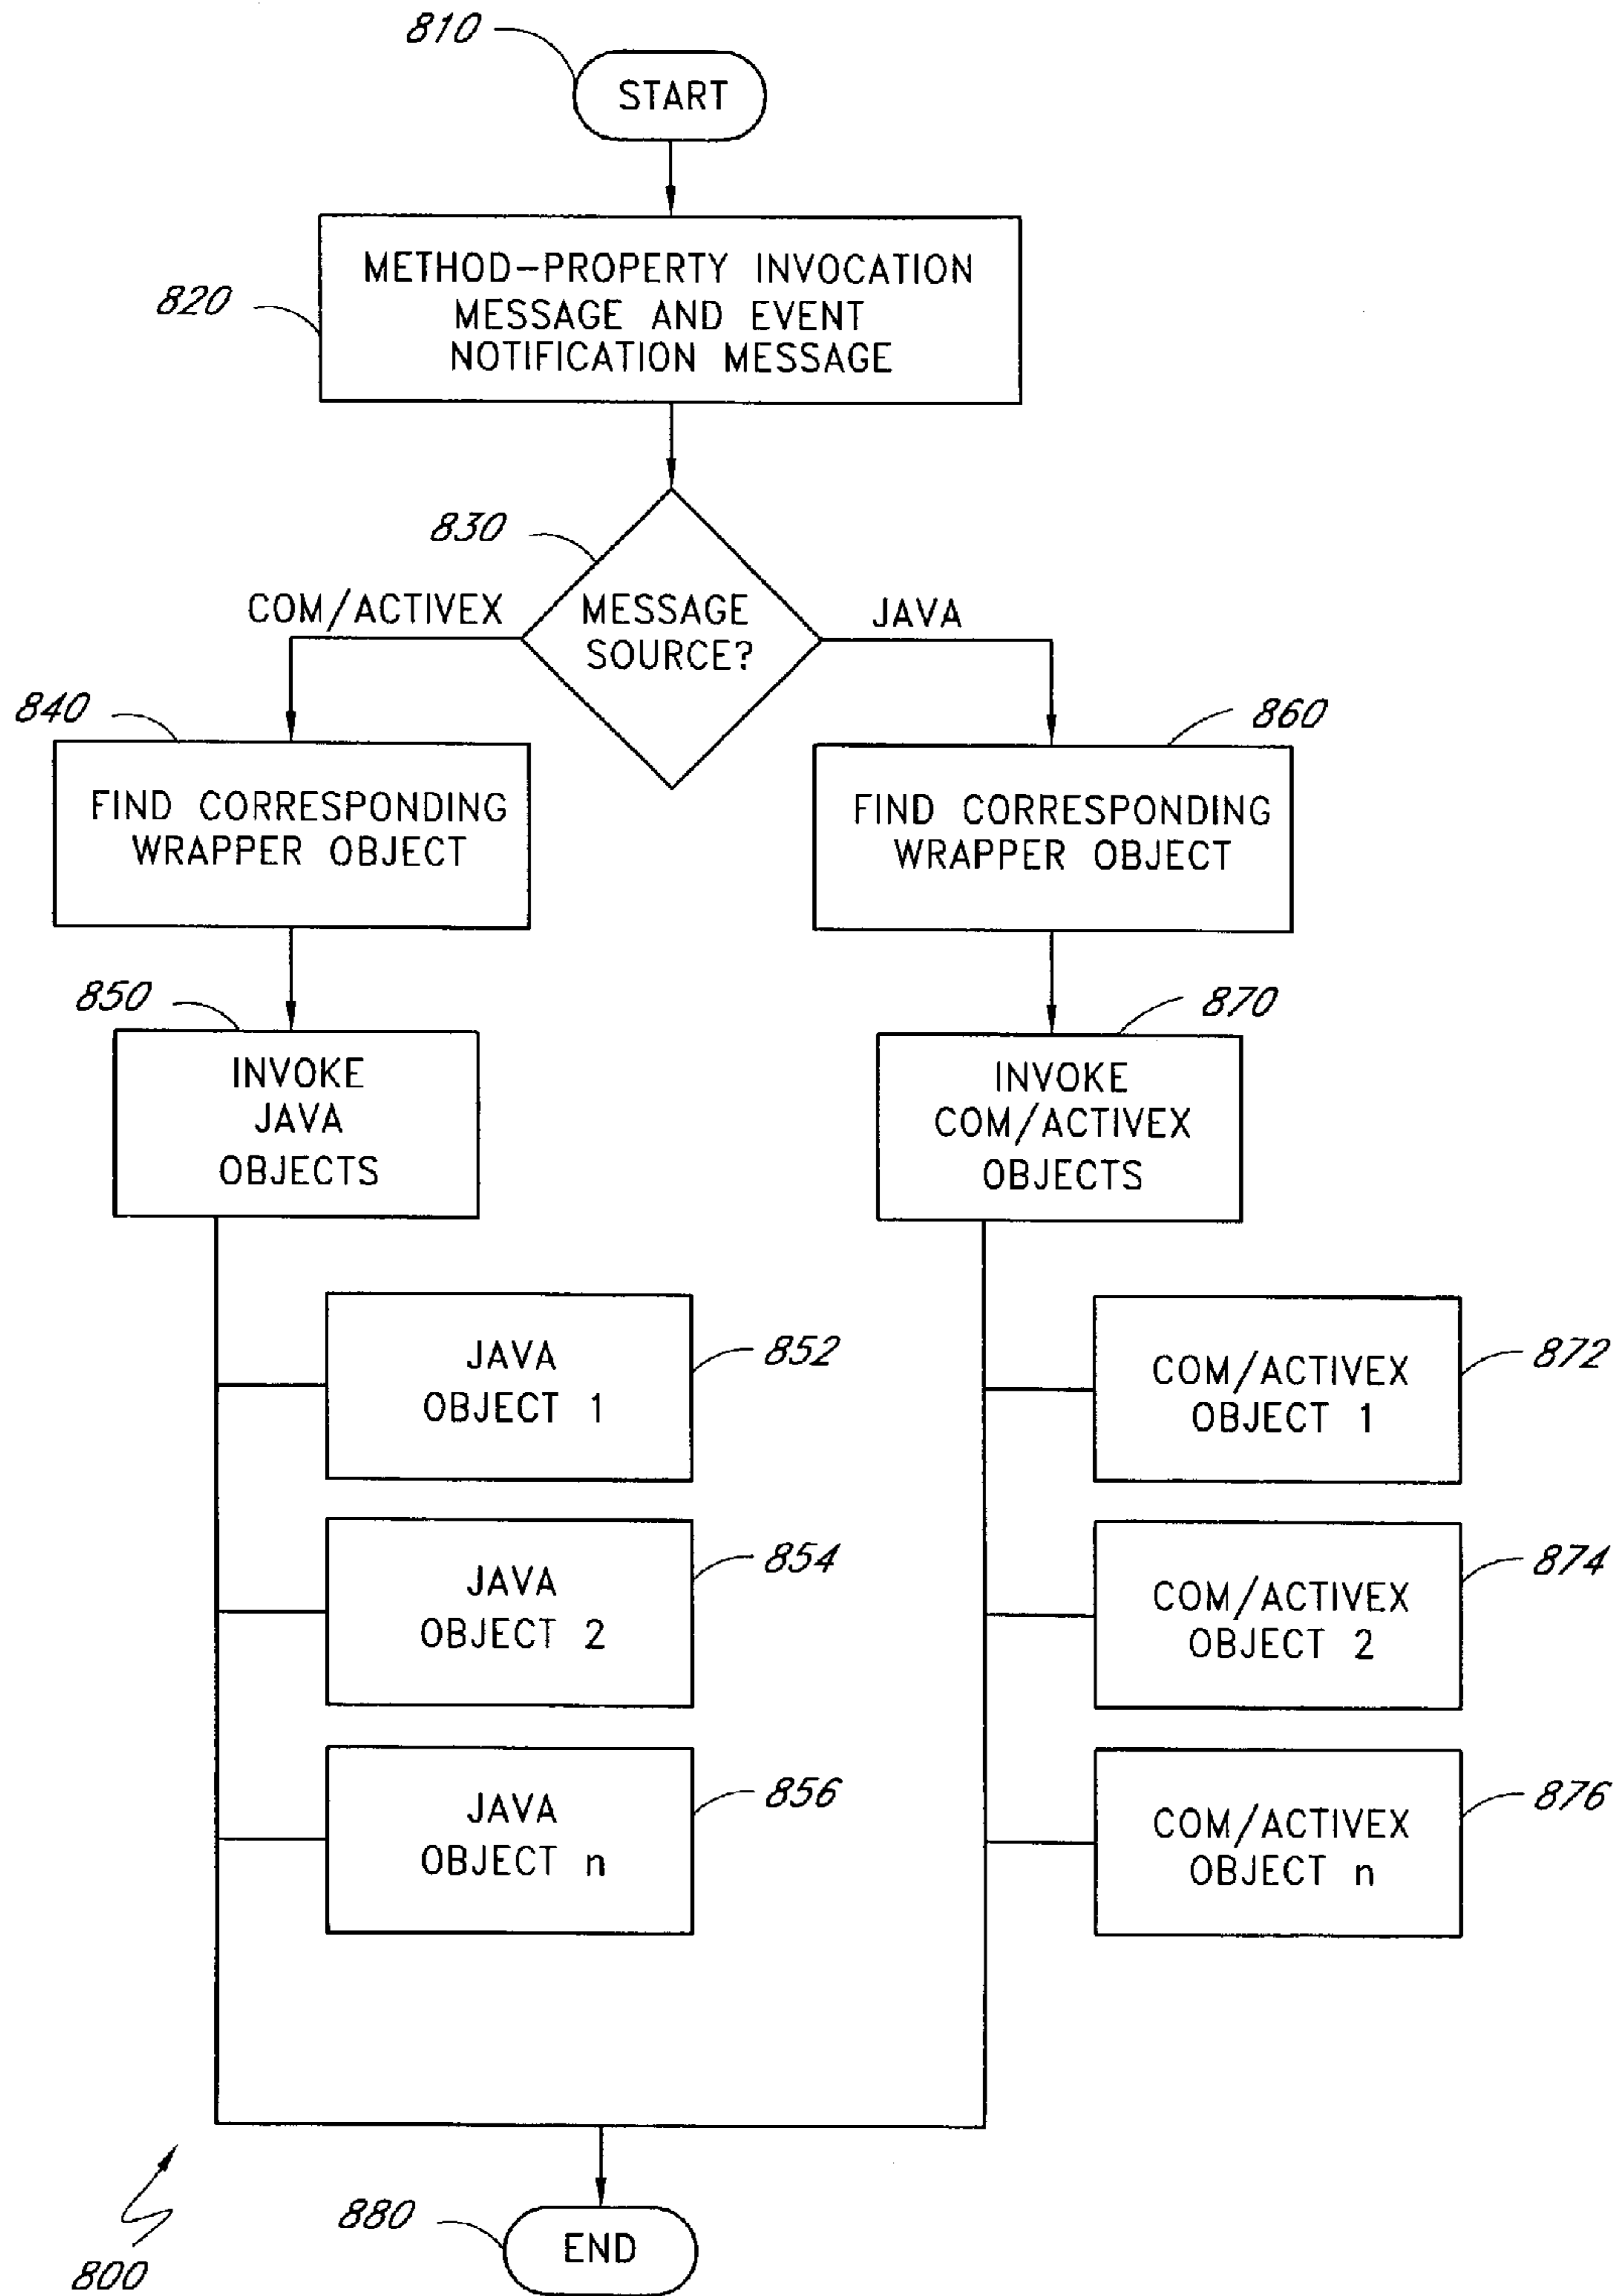 810
START
820
METHOD-PROPERTY INVOCATION
MESSAGE AND EVENT
NOTIFICATION MESSAGE
830
COM/ACTIVEX
MESSAGE
SOURCE?
JAVA
840
FIND CORRESPONDING
WRAPPER OBJECT
860
FIND CORRESPONDING
WRAPPER OBJECT
850
INVOKE
JAVA
OBJECTS
870
INVOKE
COM/ACTIVEX
OBJECTS
JAVA
OBJECT 1
852
COM/ACTIVEX
OBJECT 1
872
JAVA
OBJECT 2
854
COM/ACTIVEX
OBJECT 2
874
JAVA
OBJECT n
856
COM/ACTIVEX
OBJECT n
876
880
END
800